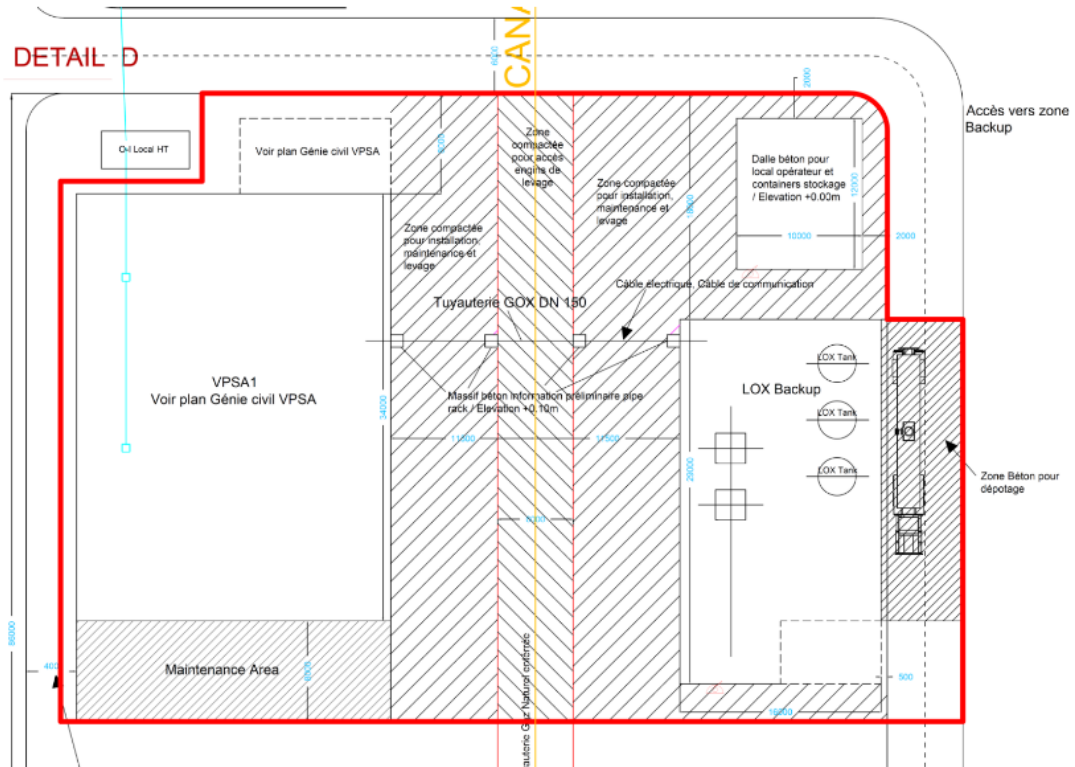 DETAIL D
CANA
6000
2000
Accès vers zone
Backup
O-I Local HT
Voir plan Génie civil VPSA
Zone
compactée
pour accès
engins de
levage
Zone compactée
pour installation,
maintenance et
levage
Dalle béton pour
local opérateur et
containers stockage
/ Elevation +0.00m
12000
10000
2000
Zone compactée
pour installation,
maintenance et
levage
Câble électrique, Câble de communication
Tuyauterie GOX DN 150
VPSA1
Voir plan Génie civil VPSA
34000
Massif béton information préliminaire pipe
rack / Elevation +0.10m
LOX Tank
LOX Backup
LOX Tank
LOX Tank
29000
Zone Béton pour
dépotage
Maintenance Area
500
16000
auterie Gaz Naturel enterrée